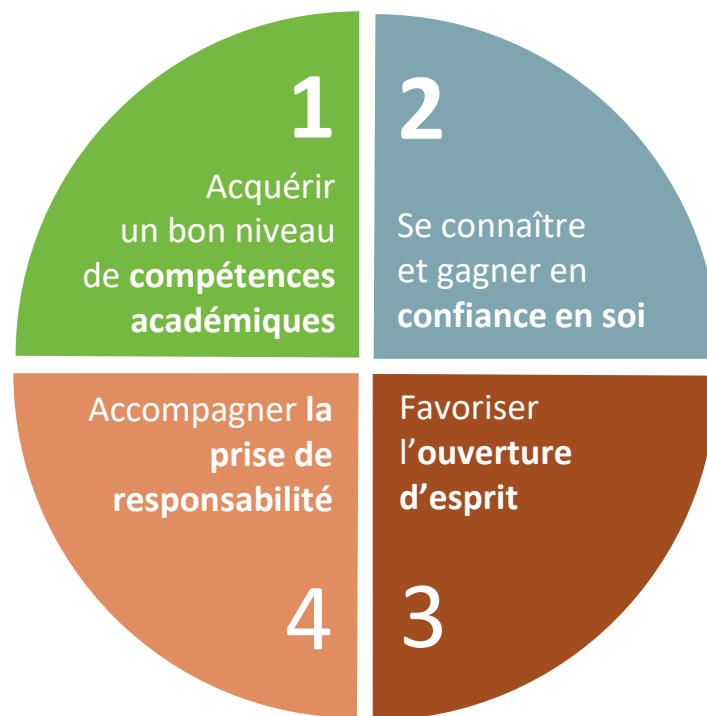 1
Acquérir
un bon niveau
de compétences
académiques
2
Se connaître
et gagner en
confiance en soi
Favoriser
l’ouverture
d’esprit
3
Accompagner la
prise de
responsabilité
4